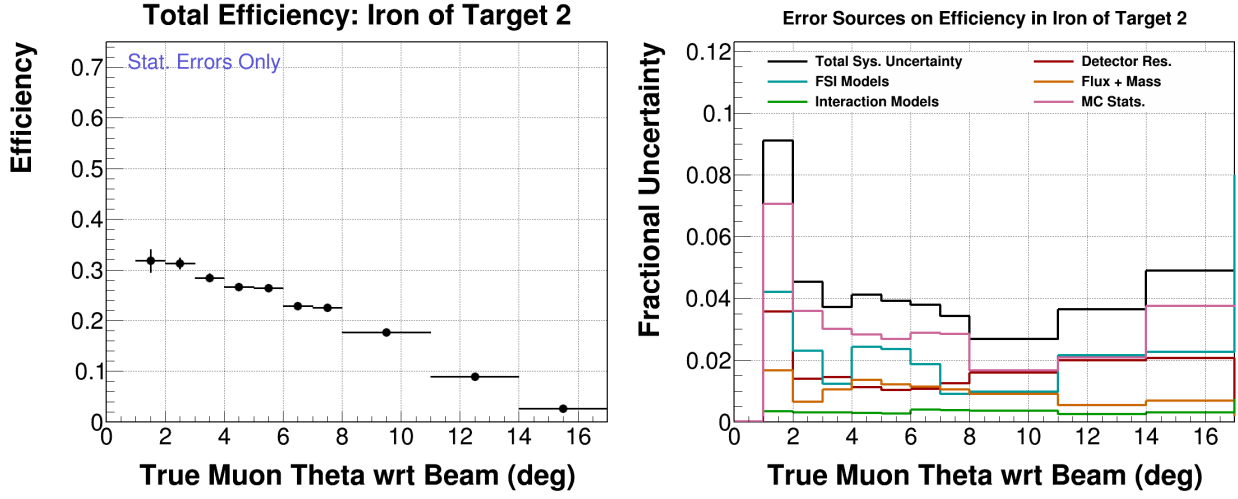 Total Efficiency: Iron of Target 2
Stat. Errors Only
Efficiency
0.7
0.6
0.5
0.4
0.3
0.2
0.1
0
0 2 4 6 8 10 12 14 16
True Muon Theta wrt Beam (deg)
Error Sources on Efficiency in Iron of Target 2
Total Sys. Uncertainty
FSI Models
Interaction Models
Detector Res.
Flux + Mass
MC Stats.
Fractional Uncertainty
0.12
0.1
0.08
0.06
0.04
0.02
0
0 2 4 6 8 10 12 14 16
True Muon Theta wrt Beam (deg)